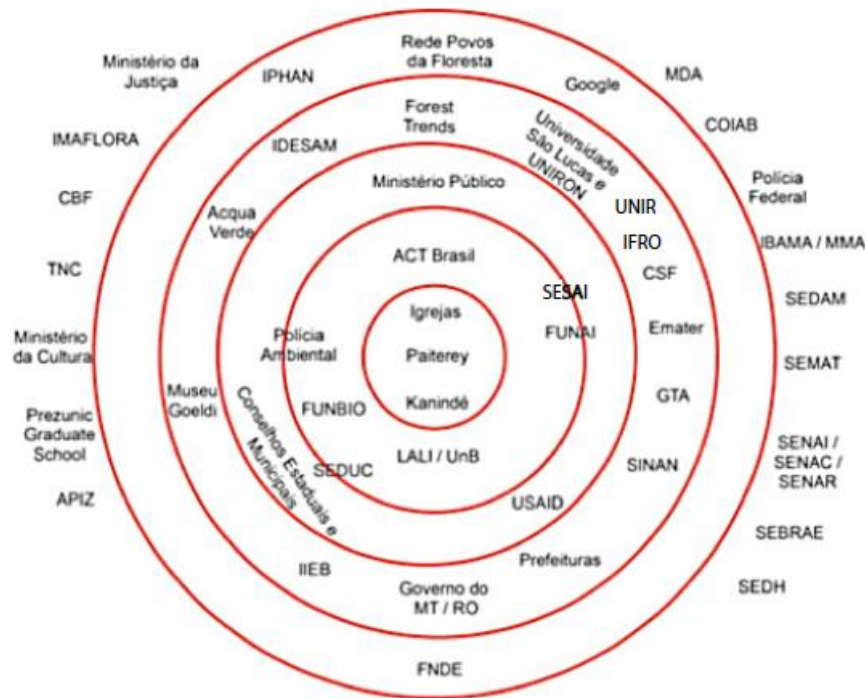 Rede Povos
da Floresta
Ministério da
Justiça
IPHAN
Google
MDA
Forest
Trends
Universidade
São Lucas e
UNIRON
COIAB
IMAFLORA
IDESAM
Ministério Público
Polícia
Federal
CBF
Acqua
Verde
UNIR
IFRO
IBAMA / MMA
ACT Brasil
TNC
CSF
SESAI
SEDAM
Igrejas
Ministério
da Cultura
Polícia
Ambiental
Paiterey
FUNAI
Emater
SEMAT
Museu
Goeldi
FUNBIO
Kanindé
GTA
Prezunic
Graduate
School
Conselhos Estaduais e
Municipais
SEDUC
LALI / UnB
SINAN
SENAI /
SENAC /
SENAR
APIZ
USAID
SEBRAE
IIEB
Prefeituras
Governo do
MT / RO
SEDH
FNDE